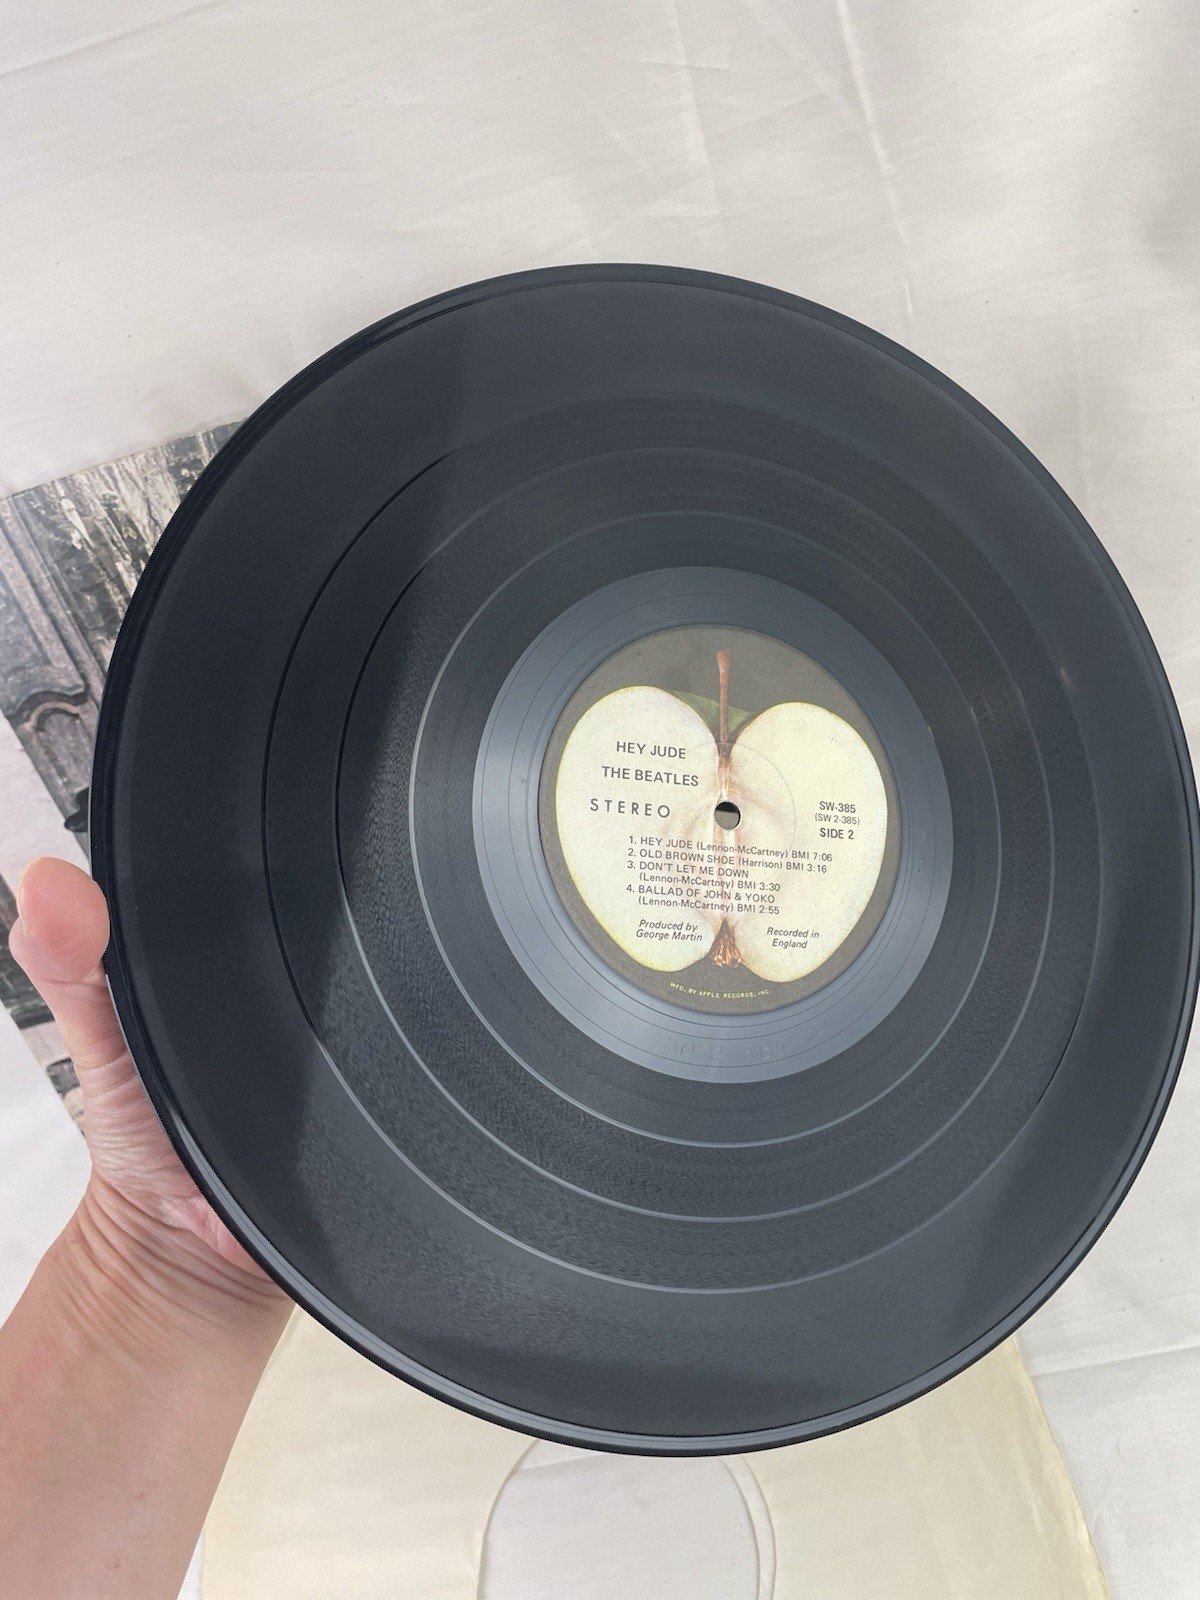 HEY JUDE
THE BEATLES
STEREO
SW-385
(SW 2-385)
SIDE 2
1. HEY JUDE (Lennon-McCartney) BMI 7:06
2. OLD BROWN SHOE (Harrison) BMI 3:16
3. DON'T LET ME DOWN
(Lennon-McCartney) BMI 3:30
4. BALLAD OF JOHN & YOKO
(Lennon-McCartney) BMI 2:55
Produced by
George Martin
Recorded in
England
MFD. BY APPLE RECORDS, INC.